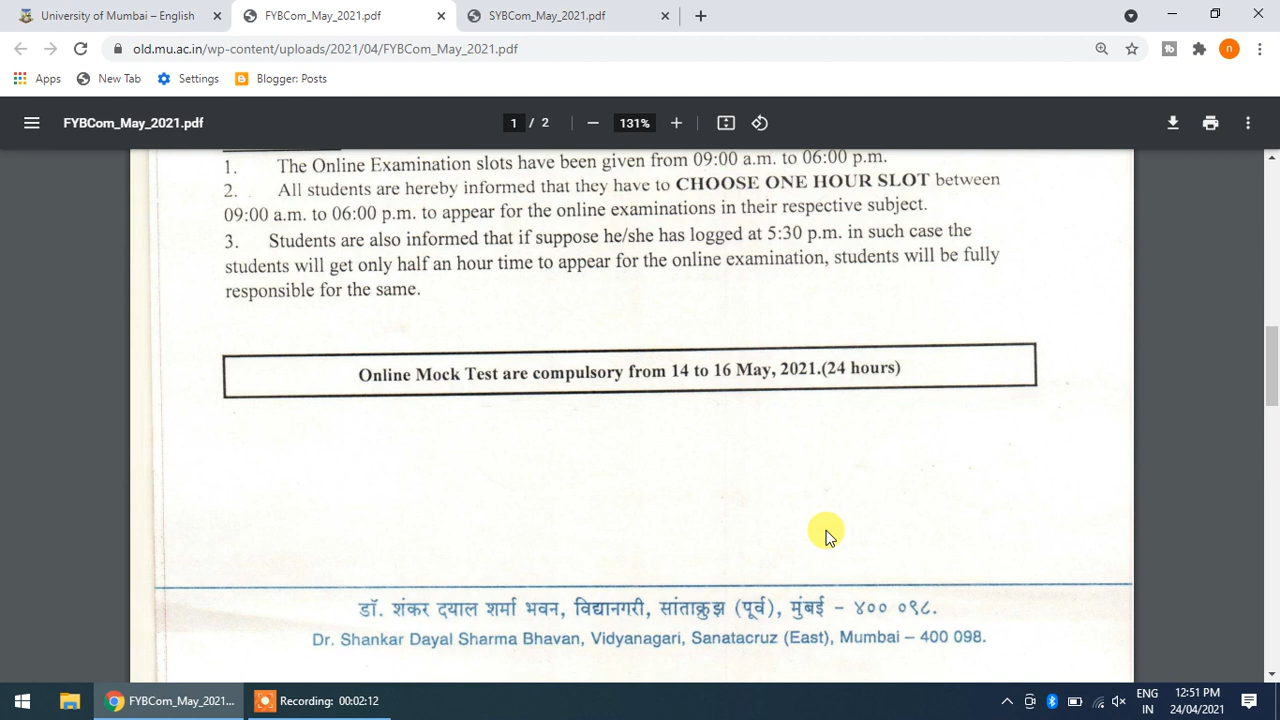 University of Mumbai – English
FYBCom_May_2021.pdf
SYBCom_May_2021.pdf
old.mu.ac.in/wp-content/uploads/2021/04/FYBCom_May_2021.pdf
n
Apps
New Tab
Settings
Blogger: Posts
FYBCom_May_2021.pdf
1 / 2
131%
1. The Online Examination slots have been given from 09:00 a.m. to 06:00 p.m.
2. All students are hereby informed that they have to CHOOSE ONE HOUR SLOT between
09:00 a.m. to 06:00 p.m. to appear for the online examinations in their respective subject.
3. Students are also informed that if suppose he/she has logged at 5:30 p.m. in such case the
students will get only half an hour time to appear for the online examination, students will be fully
responsible for the same.
Online Mock Test are compulsory from 14 to 16 May, 2021.(24 hours)
डॉ. शंकर दयाल शर्मा भवन, विद्यानगरी, सांताक्रुझ (पूर्व), मुंबई – ४०० ०९८.
Dr. Shankar Dayal Sharma Bhavan, Vidyanagari, Sanatacruz (East), Mumbai – 400 098.
FYBCom_May_2021...
Recording: 00:02:12
ENG
IN
12:51 PM
24/04/2021